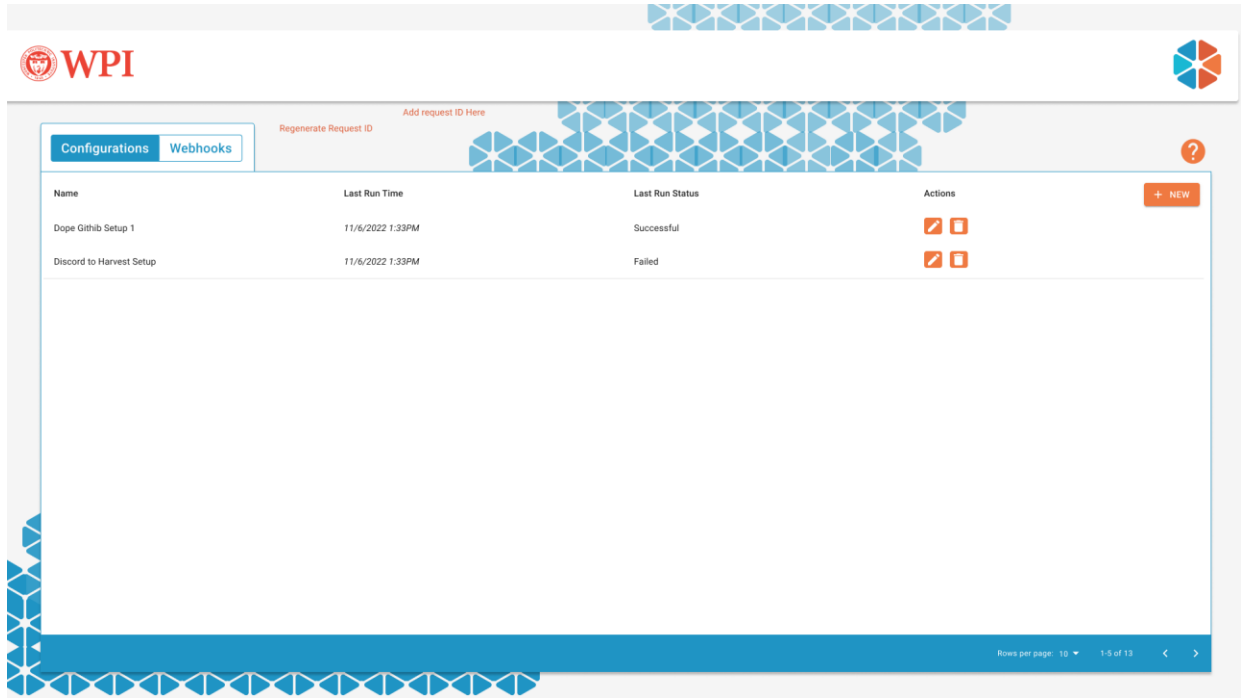 WPI
Add request ID Here
Regenerate Request ID
Configurations Webhooks
?
Name Last Run Time Last Run Status Actions + NEW
Dope Githib Setup 1 11/6/2022 1:33PM Successful
Discord to Harvest Setup 11/6/2022 1:33PM Failed
Rows per page: 10 1-5 of 13